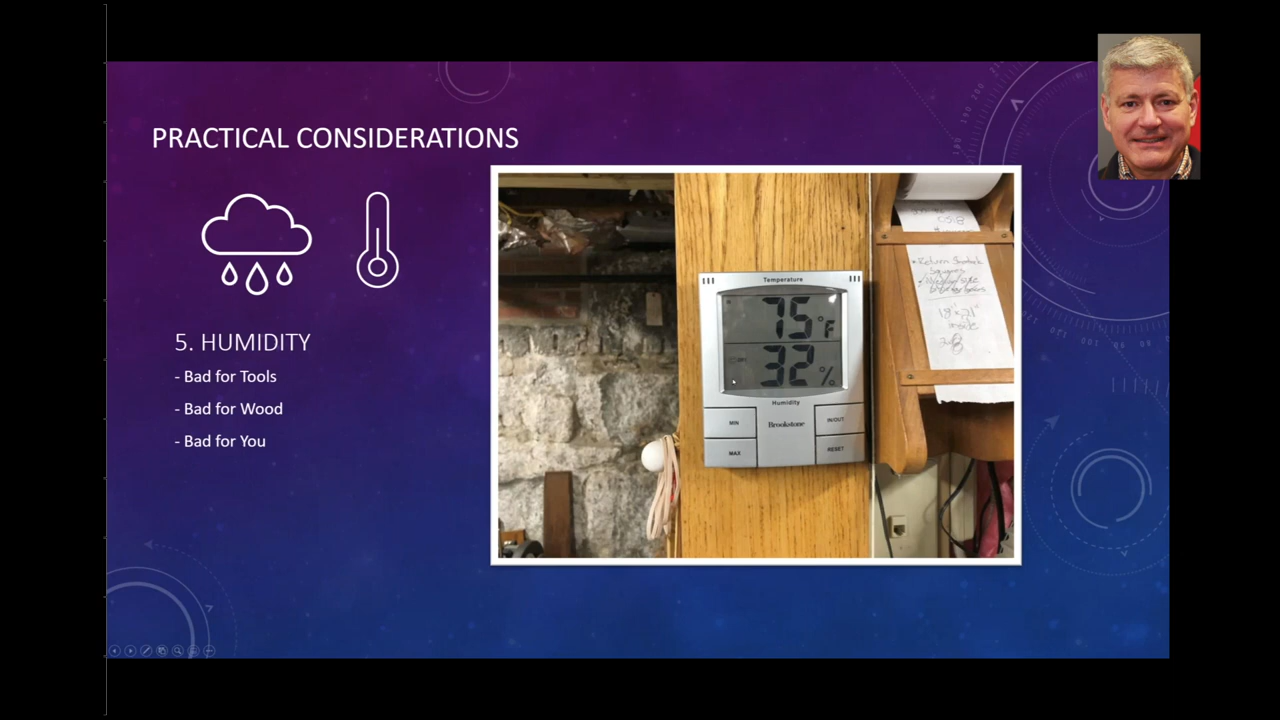 PRACTICAL CONSIDERATIONS
5. HUMIDITY
- Bad for Tools
- Bad for Wood
- Bad for You
Temperature
75°F
32%
Humidity
MIN
IN/OUT
Brookstone
MAX
RESET
* Return
18" x 21"
inside